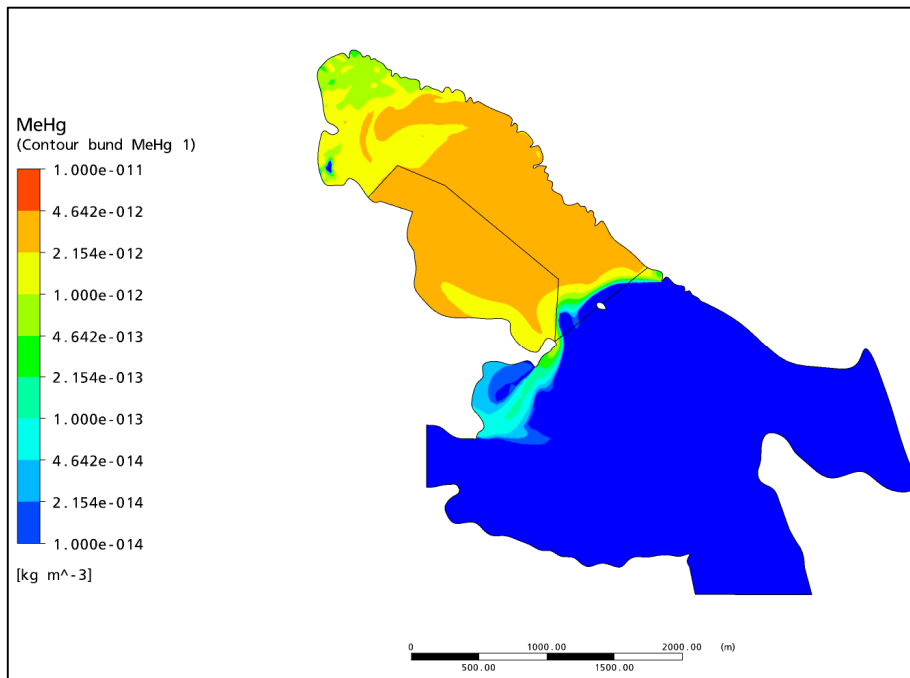 MeHg
(Contour bund MeHg 1)
1.000e-011
4.642e-012
2.154e-012
1.000e-012
4.642e-013
2.154e-013
1.000e-013
4.642e-014
2.154e-014
1.000e-014
[kg m^-3]
0 1000.00 2000.00 (m)
500.00 1500.00